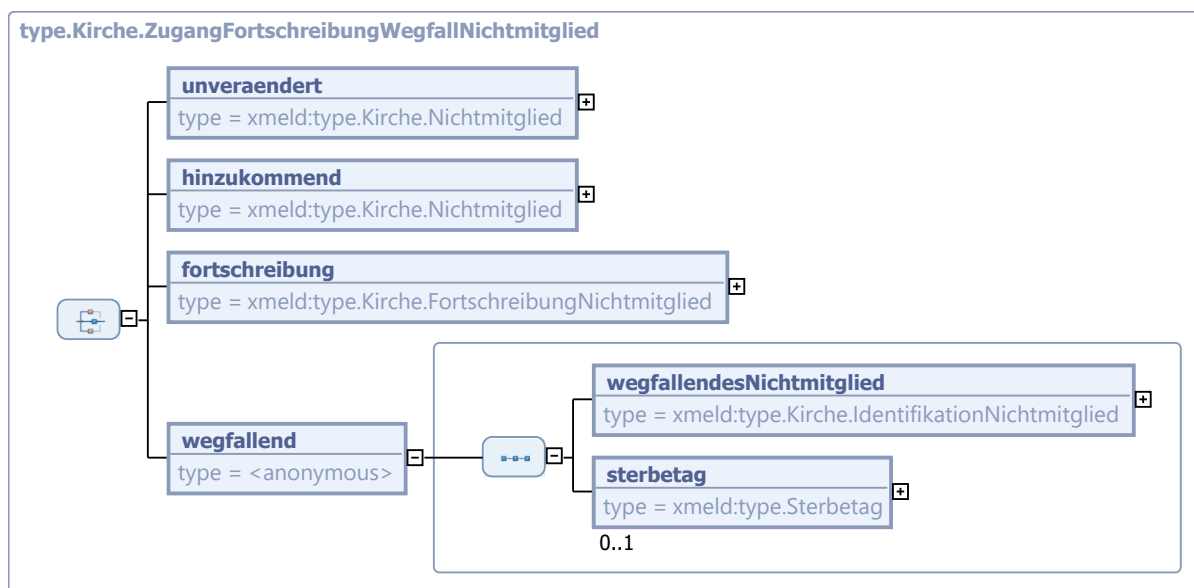 type.Kirche.ZugangFortschreibungWegfallNichtmitglied
unveraendert
type = xmeld:type.Kirche.Nichtmitglied
hinzukommend
type = xmeld:type.Kirche.Nichtmitglied
fortschreibung
type = xmeld:type.Kirche.FortschreibungNichtmitglied
wegfallend
type = <anonymous>
wegfallendesNichtmitglied
type = xmeld:type.Kirche.IdentifikationNichtmitglied
sterbetag
type = xmeld:type.Sterbetag
0..1